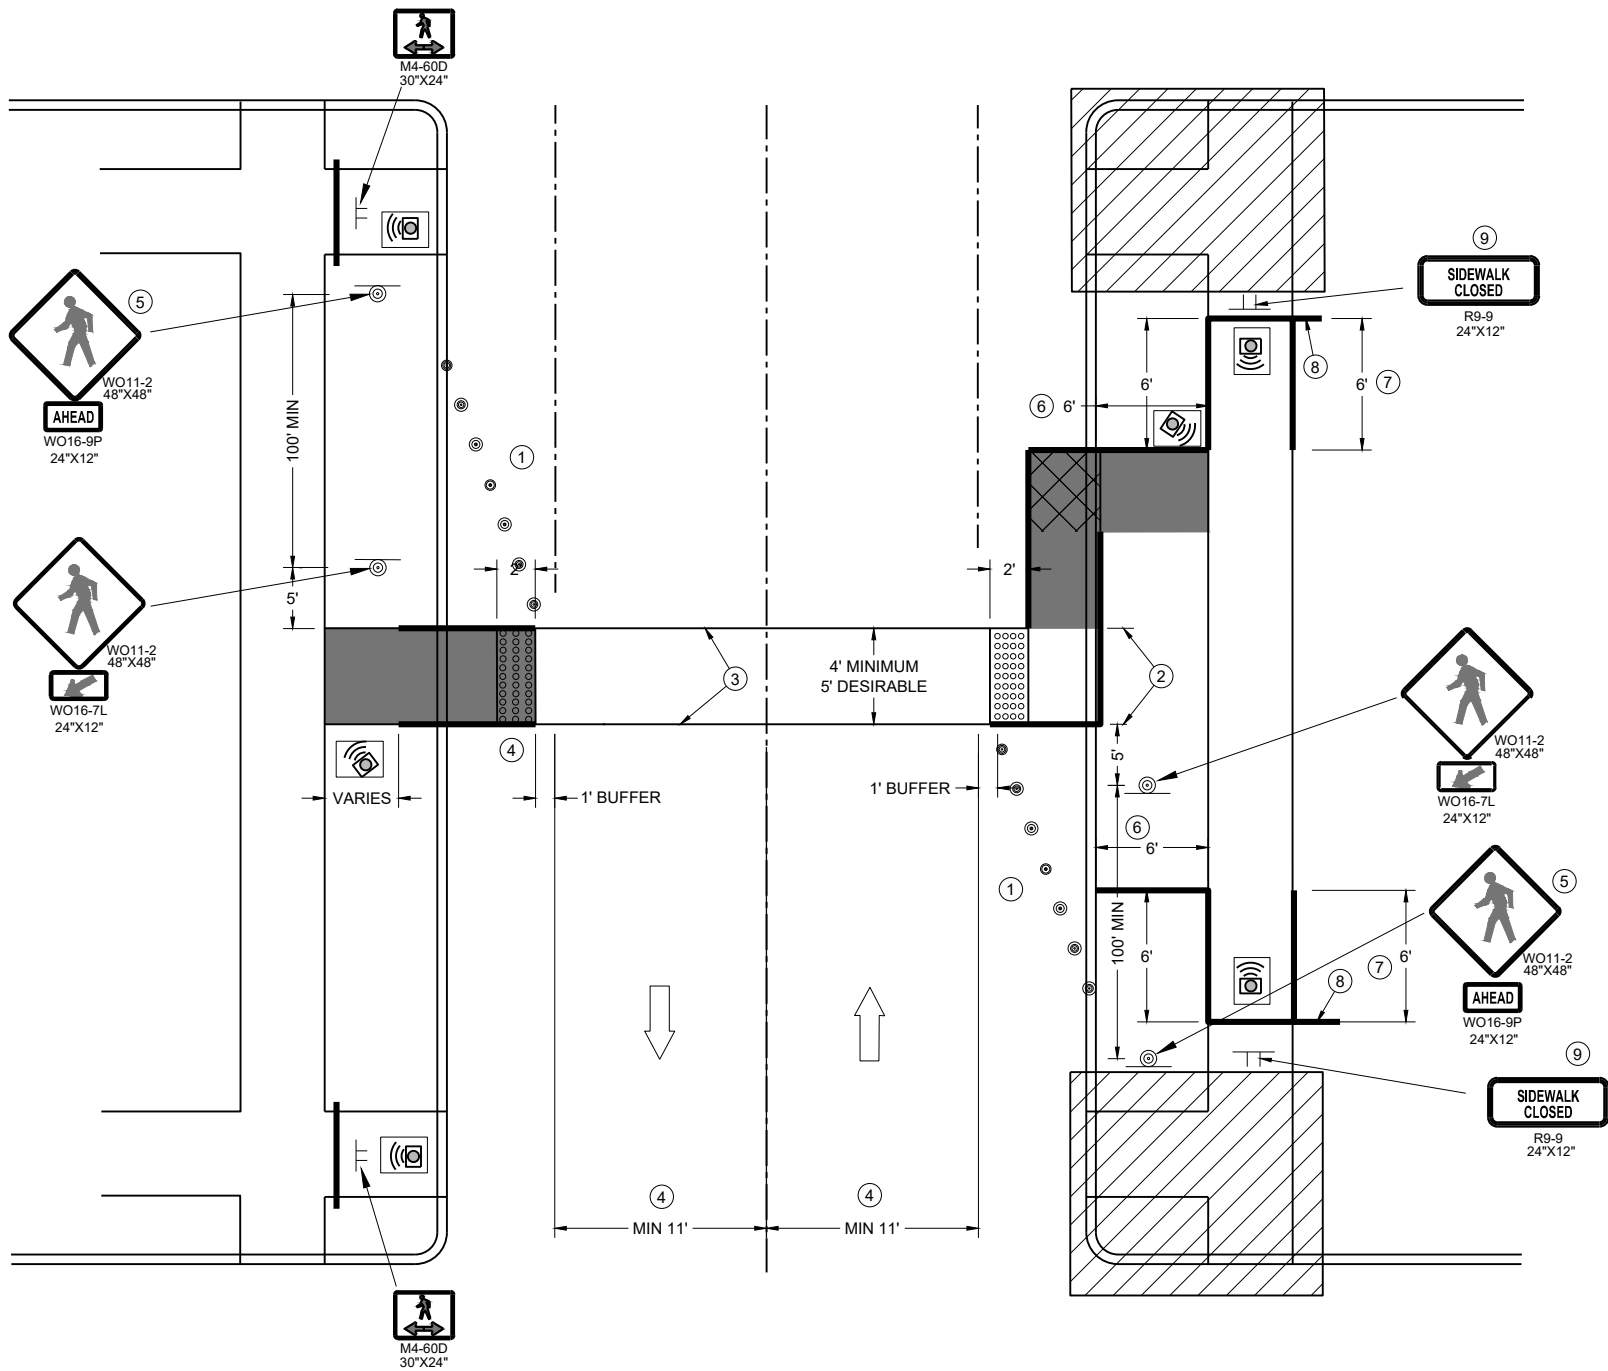 M4-60D
30"X24"
9
SIDEWALK
CLOSED
R9-9
24"X12"
5
WO11-2
48"X48"
AHEAD
WO16-9P
24"X12"
100' MIN
1
6'
8
6'
7
6
6'
2'
2'
5'
WO11-2
48"X48"
WO16-7L
24"X12"
3
4' MINIMUM
5' DESIRABLE
2
4
VARIES
1' BUFFER
1' BUFFER
5'
WO11-2
48"X48"
WO16-7L
24"X12"
6
6'
1
100' MIN
6'
7
6'
8
5
WO11-2
48"X48"
AHEAD
WO16-9P
24"X12"
9
SIDEWALK
CLOSED
R9-9
24"X12"
4
MIN 11'
4
MIN 11'
M4-60D
30"X24"